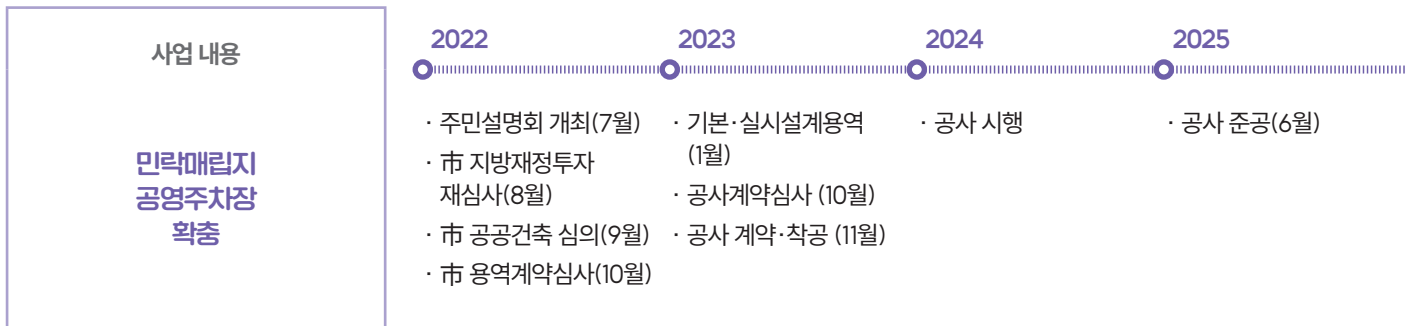 사업 내용
민락매립지
공영주차장
확충
2022
· 주민설명회 개최(7월)
· 市 지방재정투자
재심사(8월)
· 市 공공건축 심의(9월)
· 市 용역계약심사(10월)
2023
· 기본·실시설계용역
(1월)
· 공사계약심사 (10월)
· 공사 계약·착공 (11월)
2024
· 공사 시행
2025
· 공사 준공(6월)